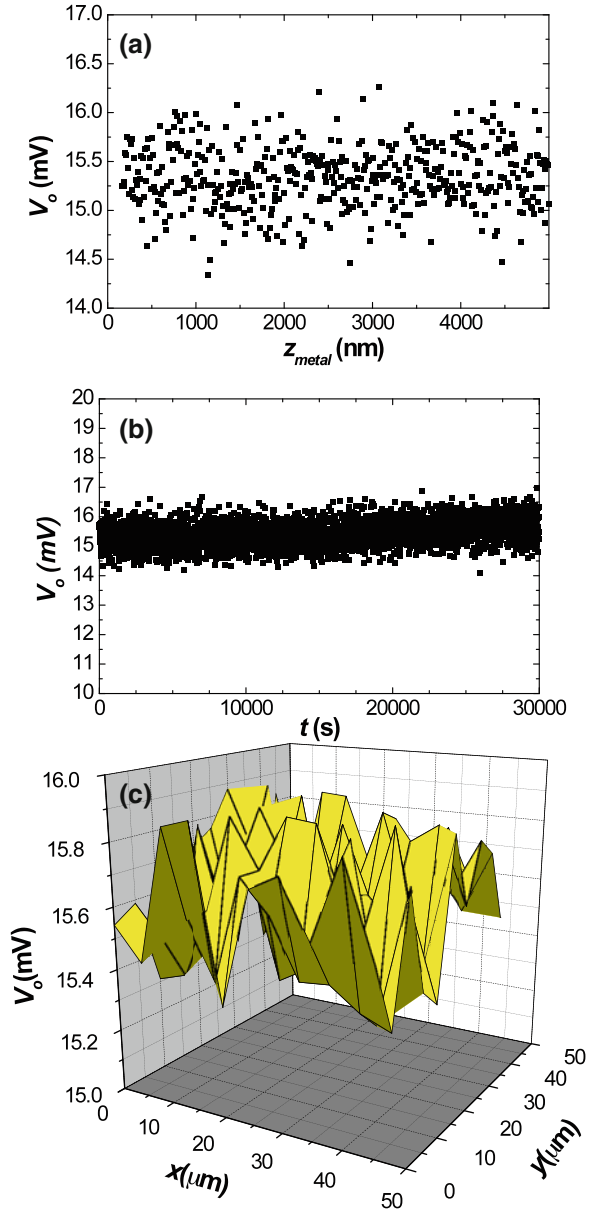 (a)
17.0
16.5
16.0
15.5
15.0
14.5
14.0
V_o (mV)
0 1000 2000 3000 4000
z_metal (nm)
(b)
20
19
18
17
16
15
14
13
12
11
10
V_o (mV)
0 10000 20000 30000
t (s)
(c)
16.0
15.8
15.6
15.4
15.2
15.0
V_o(mV)
0 10 20 30 40 50
x(μm)
0 10 20 30 40 50
y(μm)